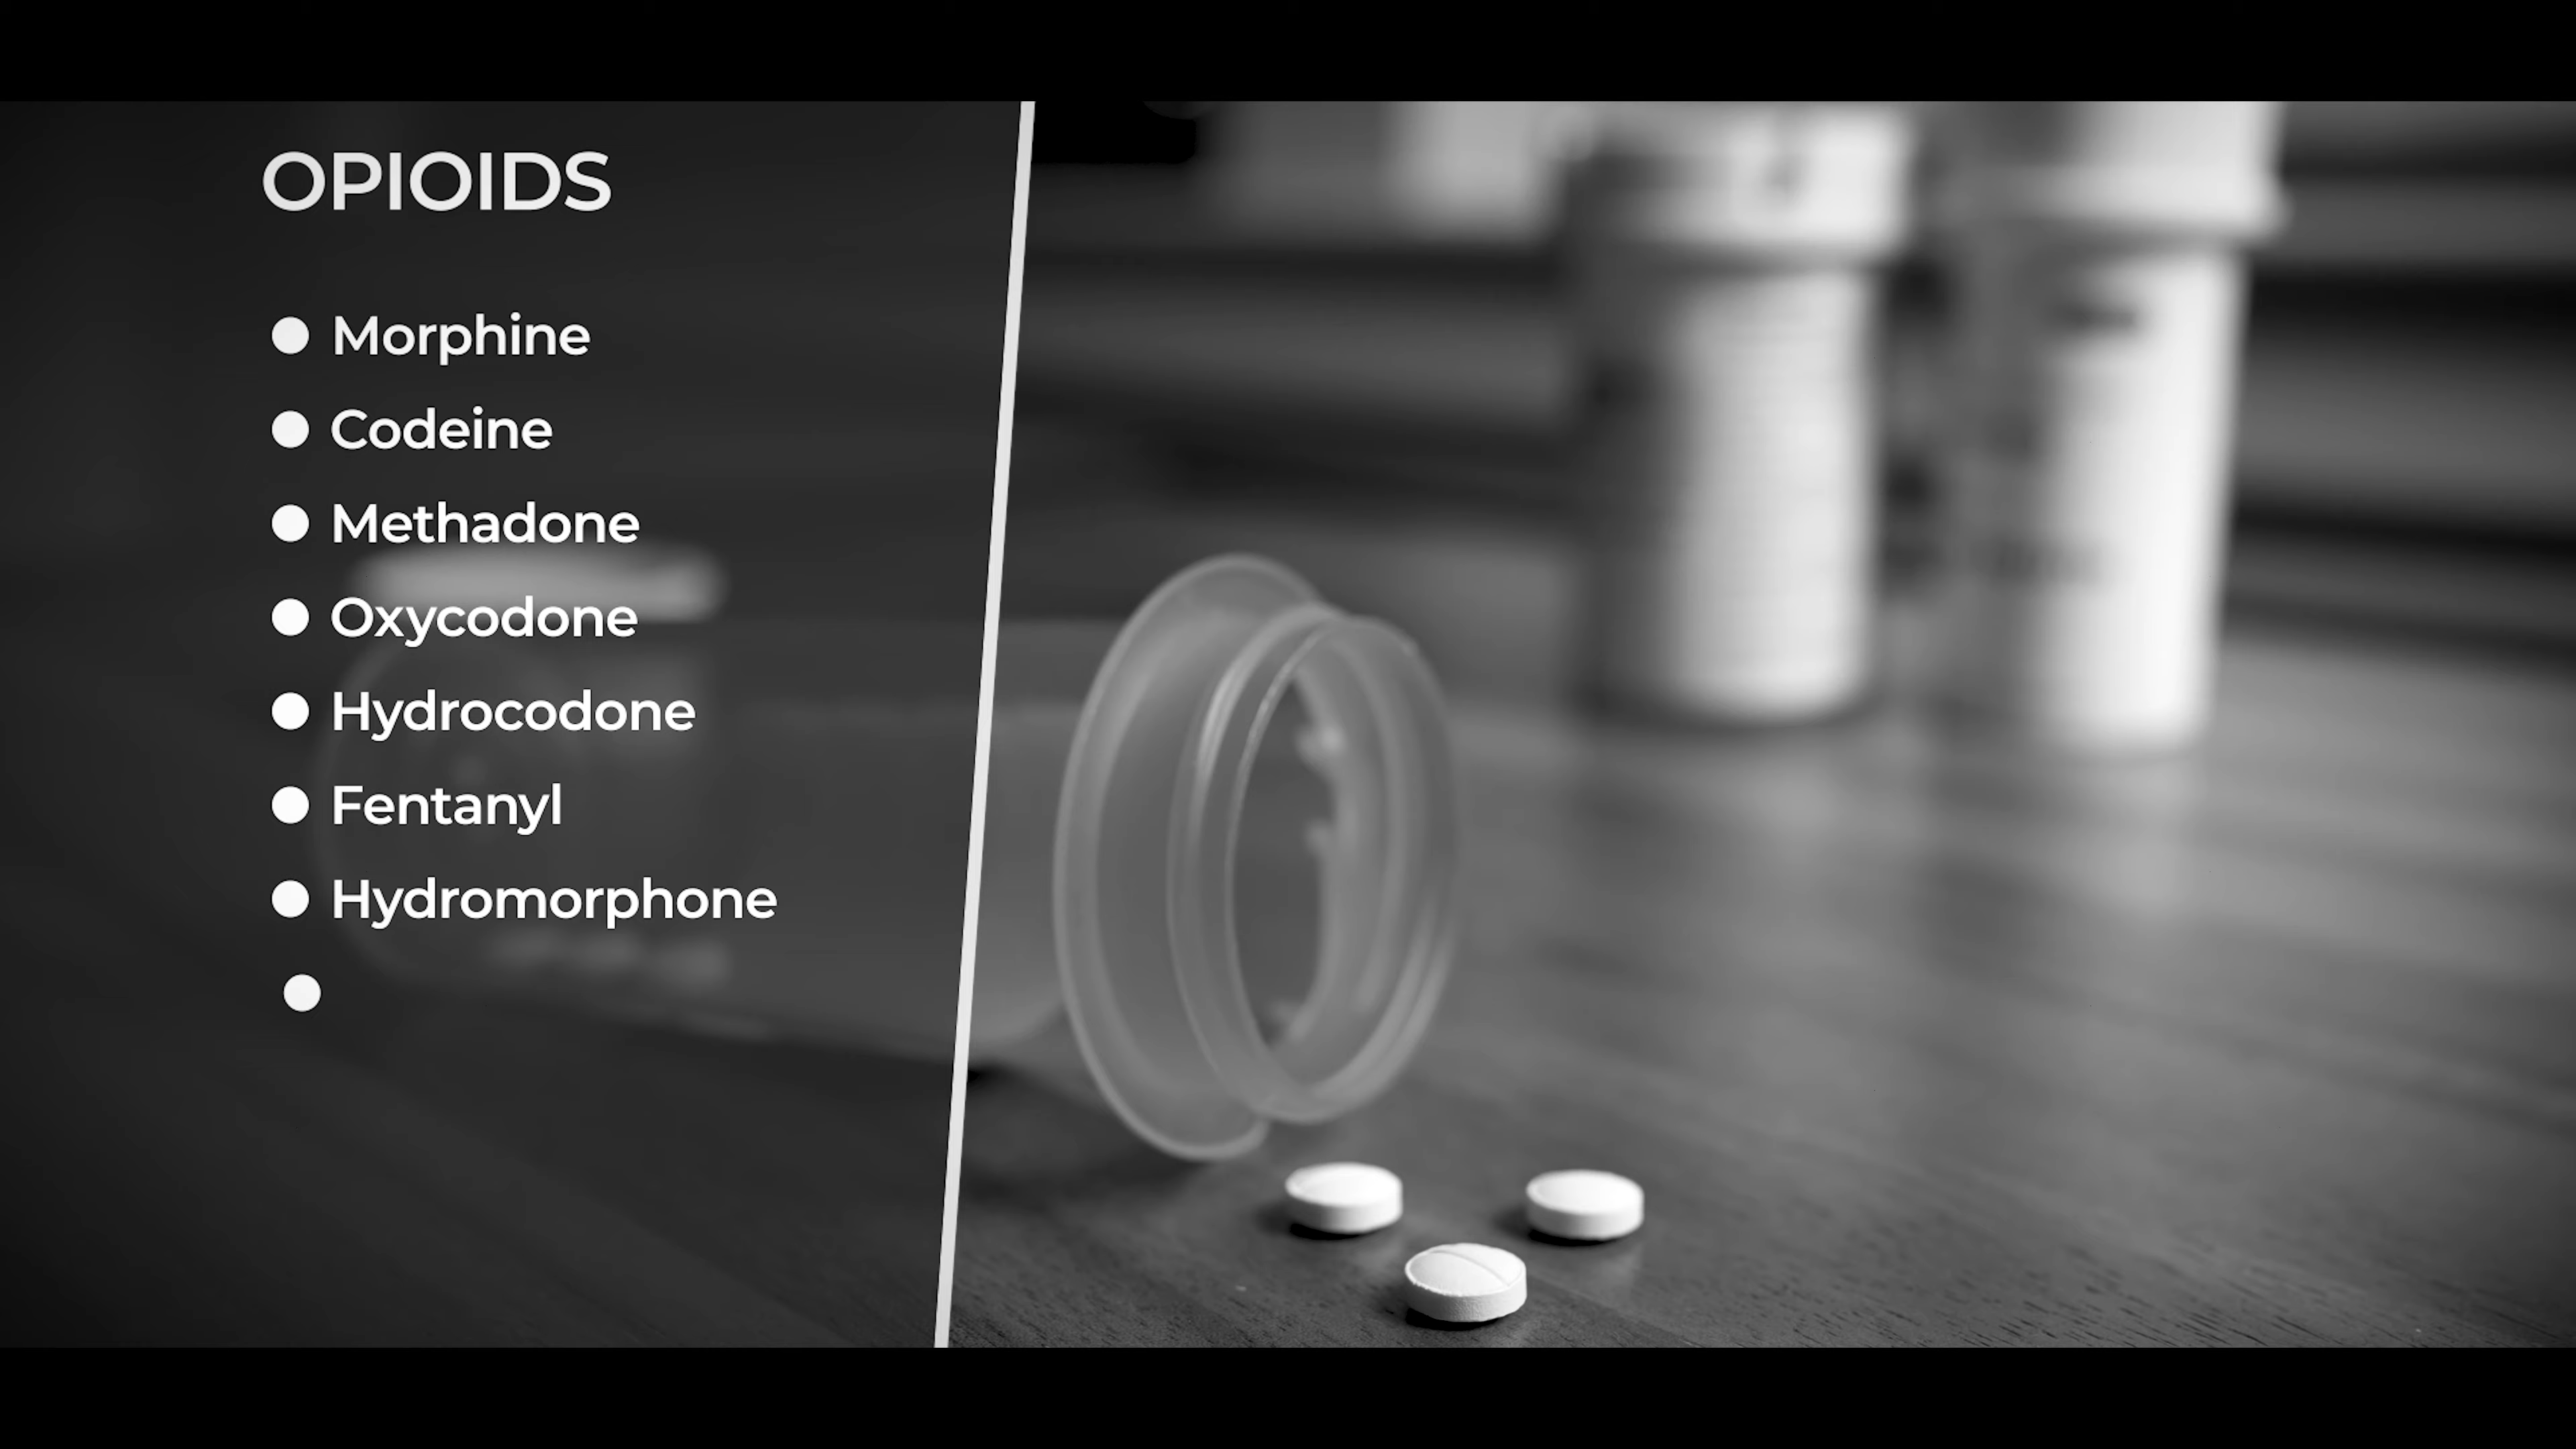 OPIOIDS
Morphine
Codeine
Methadone
Oxycodone
Hydrocodone
Fentanyl
Hydromorphone